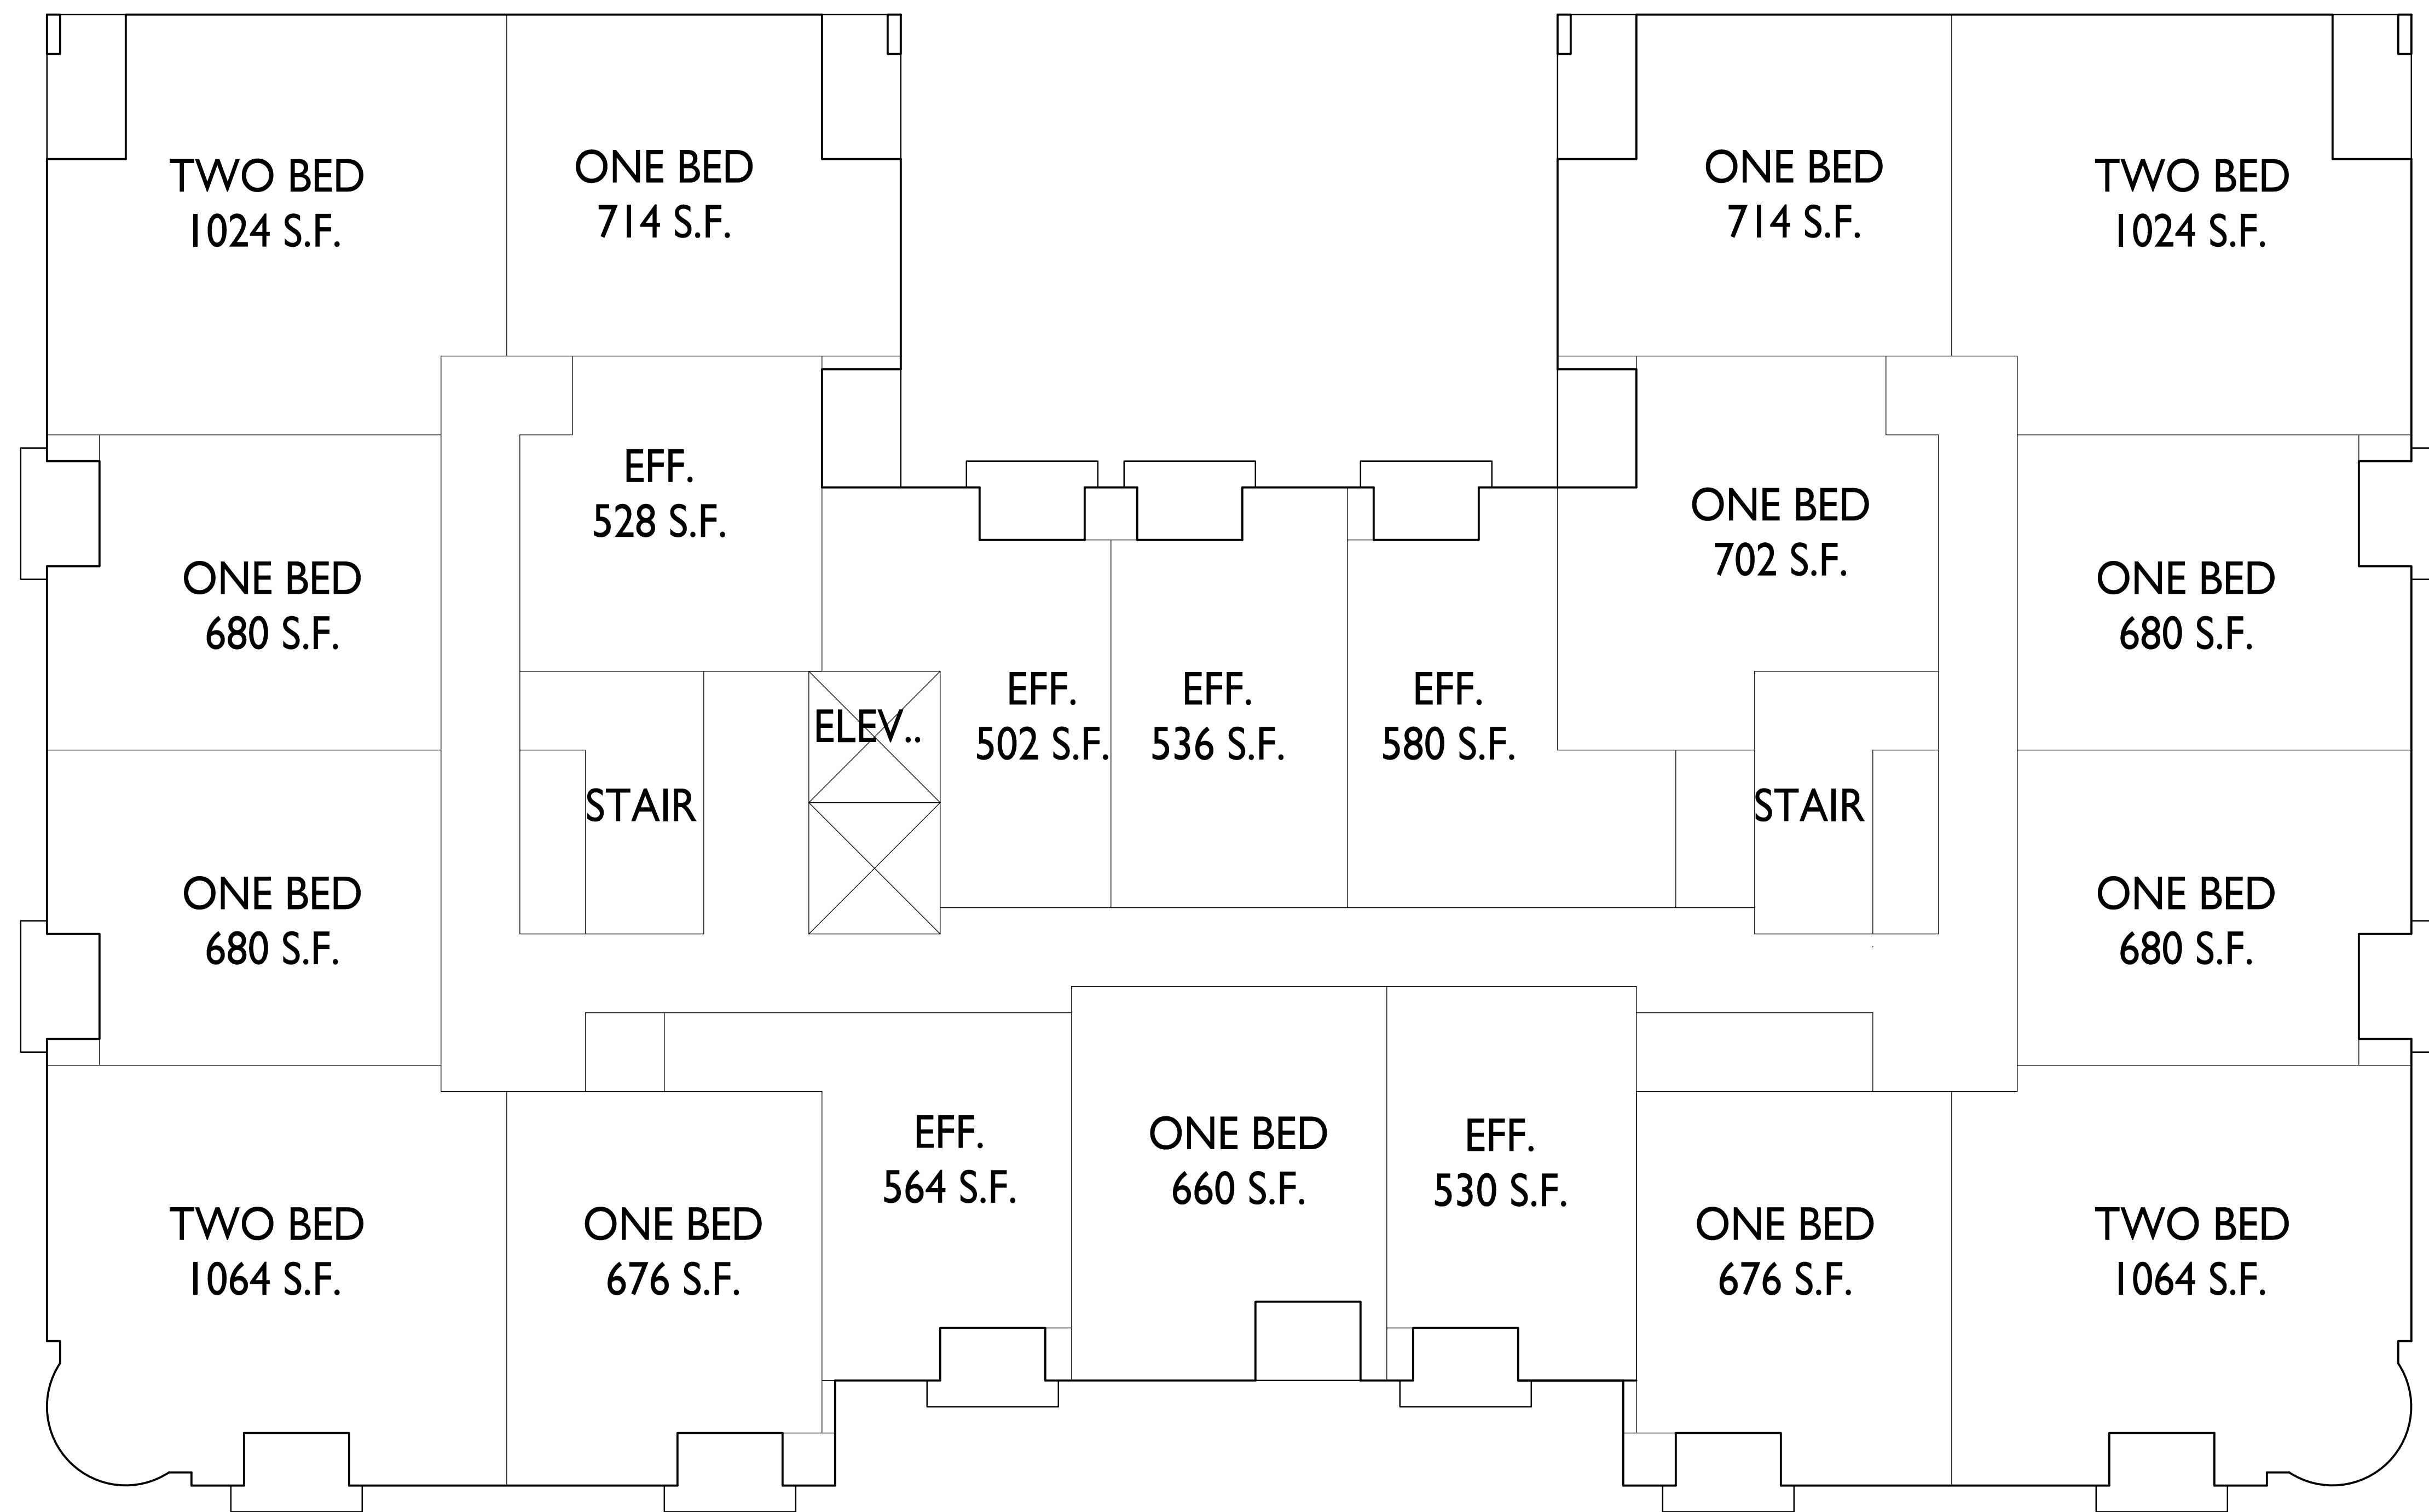 TWO BED
1024 S.F.
ONE BED
714 S.F.
ONE BED
714 S.F.
TWO BED
1024 S.F.
EFF.
528 S.F.
ONE BED
702 S.F.
ONE BED
680 S.F.
ONE BED
680 S.F.
EFF.
502 S.F.
EFF.
536 S.F.
EFF.
580 S.F.
ELEV..
STAIR
STAIR
ONE BED
680 S.F.
ONE BED
680 S.F.
EFF.
564 S.F.
ONE BED
660 S.F.
EFF.
530 S.F.
TWO BED
1064 S.F.
ONE BED
676 S.F.
ONE BED
676 S.F.
TWO BED
1064 S.F.